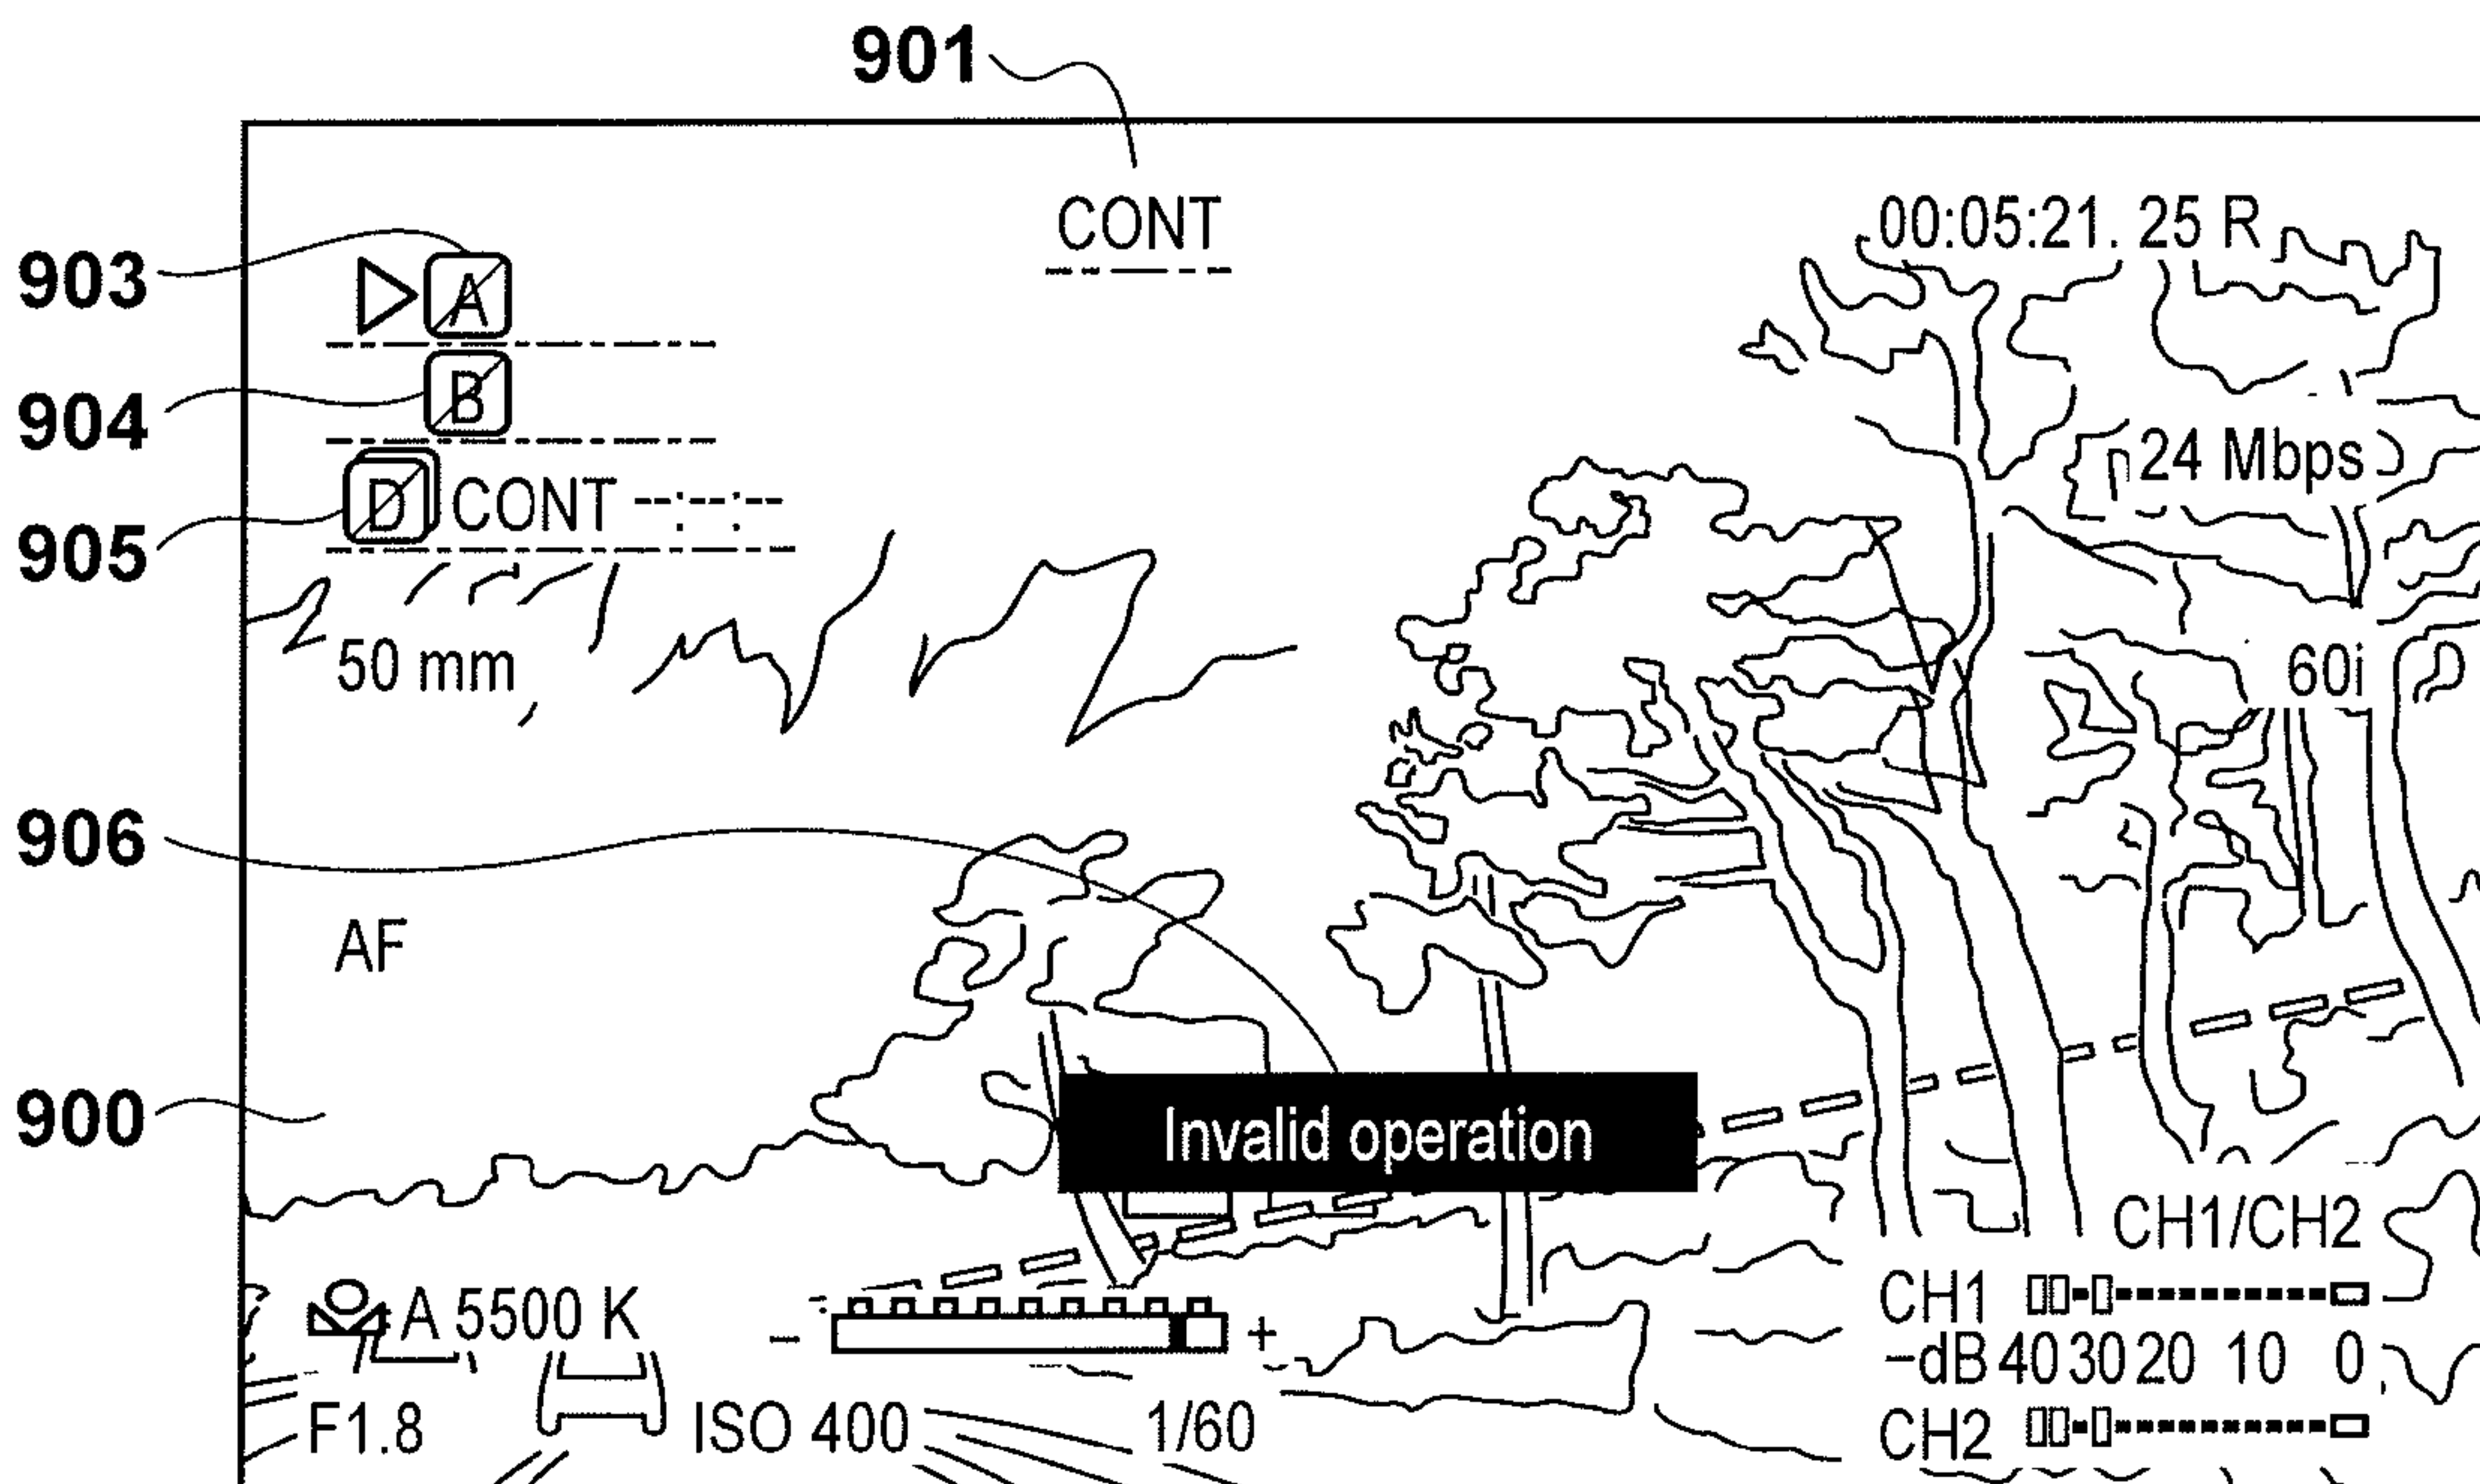 901
CONT
00:05:21. 25 R
903
A
904
B
24 Mbps
905
D CONT --:--:--
50 mm
60i
906
AF
900
Invalid operation
CH1/CH2
A 5500 K
- +
CH1
-dB 40 30 20 10 0
F1.8 ISO 400 1/60
CH2